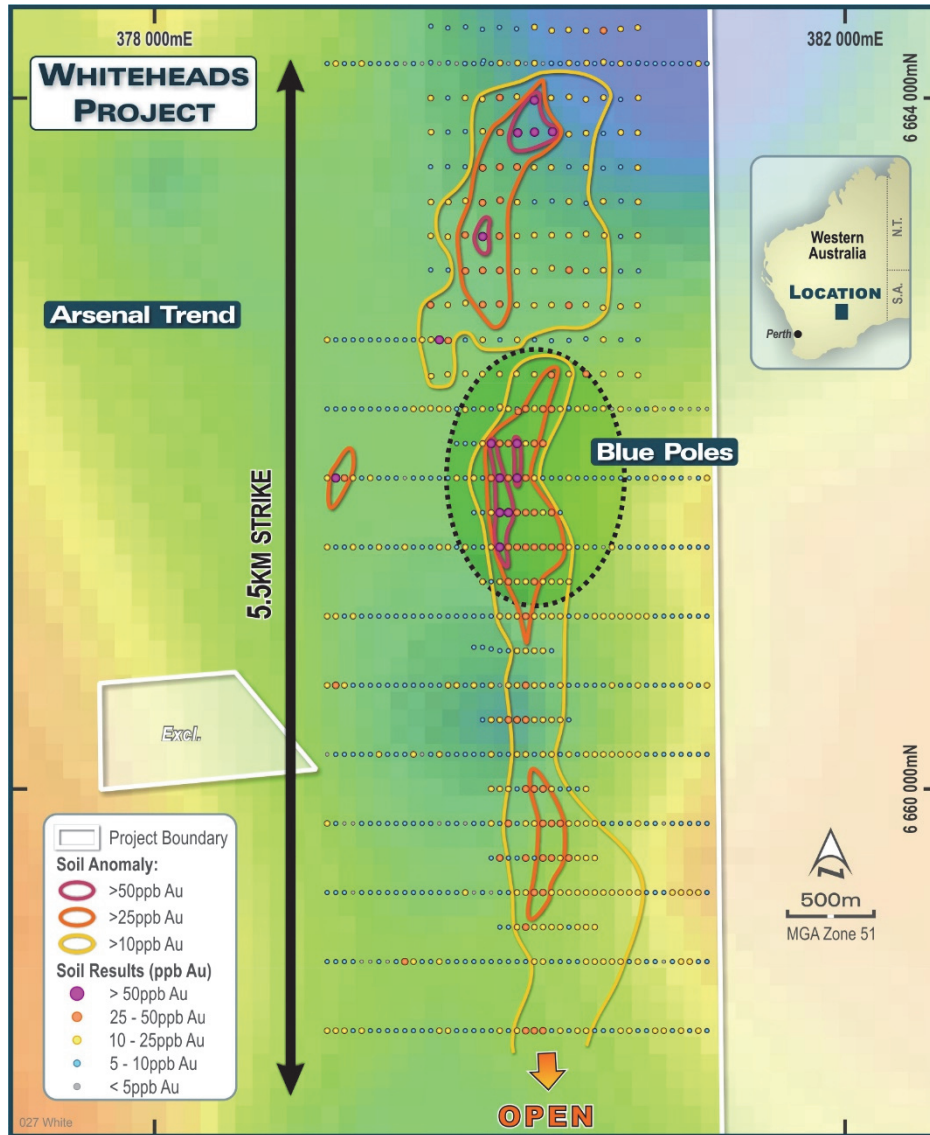 378 000mE
382 000mE
WHITEHEADS
PROJECT
6 664 000mN
Western
Australia
N.T.
LOCATION
S.A.
Perth
Arsenal Trend
Blue Poles
5.5KM STRIKE
Excl.
6 660 000mN
Project Boundary
Soil Anomaly:
>50ppb Au
>25ppb Au
>10ppb Au
Soil Results (ppb Au)
> 50ppb Au
25 - 50ppb Au
10 - 25ppb Au
5 - 10ppb Au
< 5ppb Au
N
500m
MGA Zone 51
OPEN
027 White